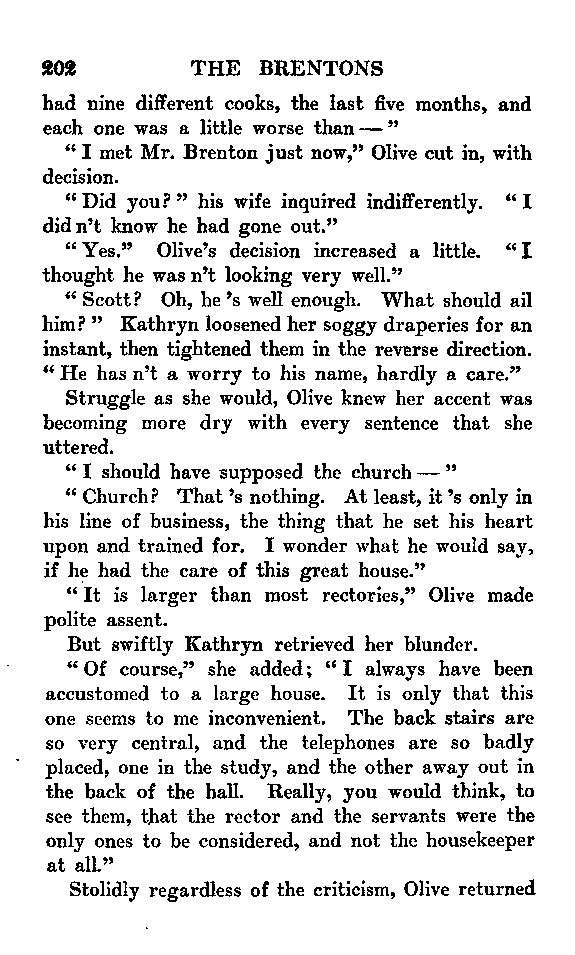 202 THE BRENTONS
had nine different cooks, the last five months, and
each one was a little worse than — ”
“ I met Mr. Brenton just now,” Olive cut in, with
decision.
“ Did you? ” his wife inquired indifferently. “ I
did n’t know he had gone out.”
“ Yes.” Olive’s decision increased a little. “ I
thought he was n’t looking very well.”
“ Scott? Oh, he ’s well enough. What should ail
him? ” Kathryn loosened her soggy draperies for an
instant, then tightened them in the reverse direction.
“ He has n’t a worry to his name, hardly a care.”
Struggle as she would, Olive knew her accent was
becoming more dry with every sentence that she
uttered.
“ I should have supposed the church — ”
“ Church? That ’s nothing. At least, it ’s only in
his line of business, the thing that he set his heart
upon and trained for. I wonder what he would say,
if he had the care of this great house.”
“ It is larger than most rectories,” Olive made
polite assent.
But swiftly Kathryn retrieved her blunder.
“ Of course,” she added; “ I always have been
accustomed to a large house. It is only that this
one seems to me inconvenient. The back stairs are
so very central, and the telephones are so badly
placed, one in the study, and the other away out in
the back of the hall. Really, you would think, to
see them, that the rector and the servants were the
only ones to be considered, and not the housekeeper
at all.”
Stolidly regardless of the criticism, Olive returned